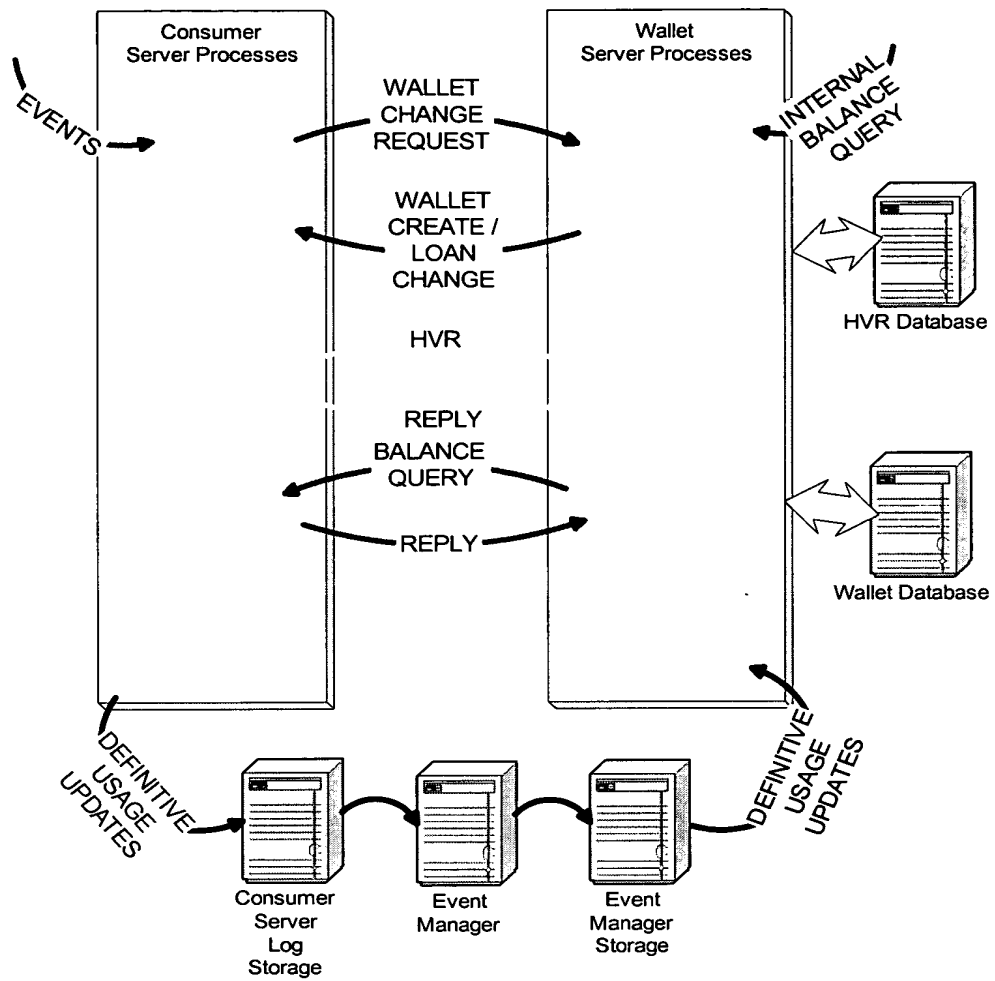 Consumer
Server Processes
Wallet
Server Processes
EVENTS
WALLET
CHANGE
REQUEST
INTERNAL
BALANCE
QUERY
WALLET
CREATE /
LOAN
CHANGE
HVR
HVR Database
REPLY
BALANCE
QUERY
REPLY
Wallet Database
DEFINITIVE
USAGE
UPDATES
DEFINITIVE
USAGE
UPDATES
Consumer
Server
Log
Storage
Event
Manager
Event
Manager
Storage